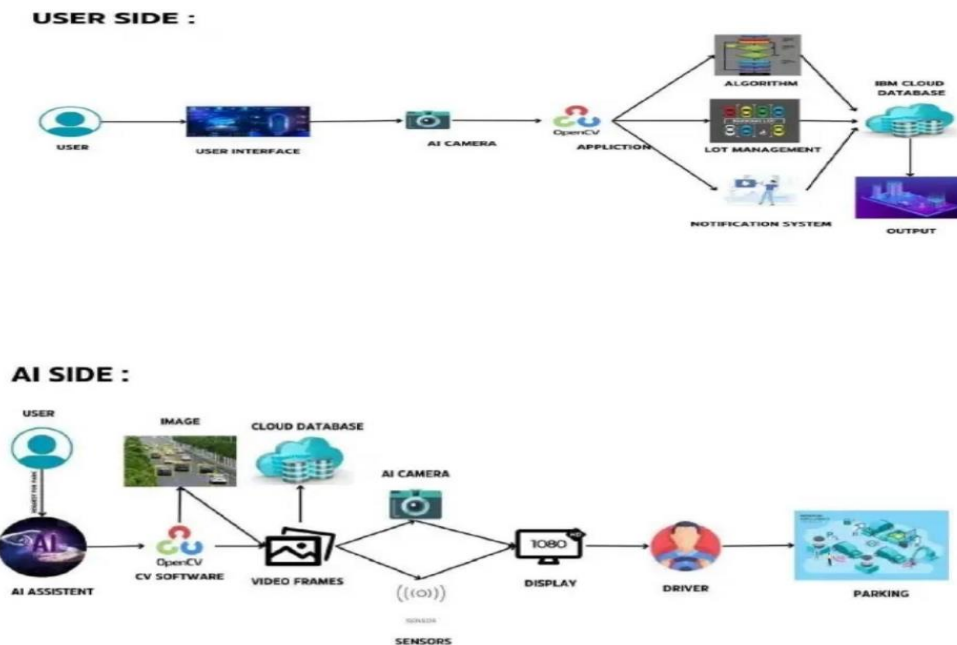 USER SIDE :
ALGORITHM
IBM CLOUD
DATABASE
USER
USER INTERFACE
AI CAMERA
OpenCV
APPLICTION
LOT MANAGEMENT
NOTIFICATION SYSTEM
OUTPUT
AI SIDE :
USER
IMAGE
CLOUD DATABASE
AI CAMERA
AI
OpenCV
1080
AI ASSISTENT
CV SOFTWARE
VIDEO FRAMES
DISPLAY
DRIVER
PARKING
SENSOR
SENSORS